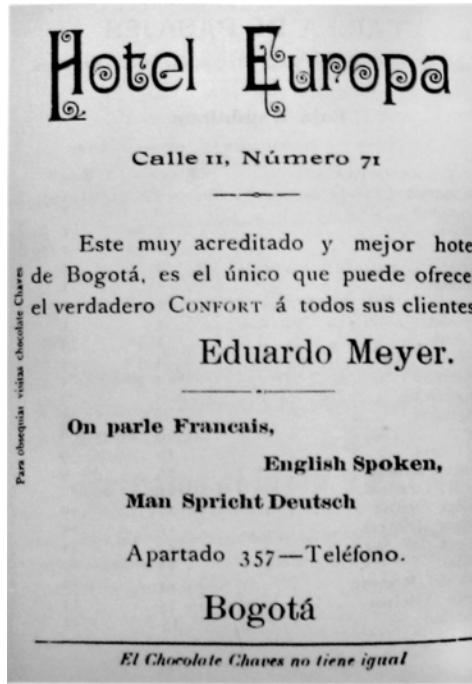 Hotel Europa
Calle 11, Número 71
Este muy acreditado y mejor hote
de Bogotá, es el único que puede ofrece
el verdadero CONFORT á todos sus clientes
Eduardo Meyer.
On parle Francais,
English Spoken,
Man Spricht Deutsch
Apartado 357—Teléfono.
Bogotá
El Chocolate Chaves no tiene igual
Para obsequias visitas chocolate Chaves